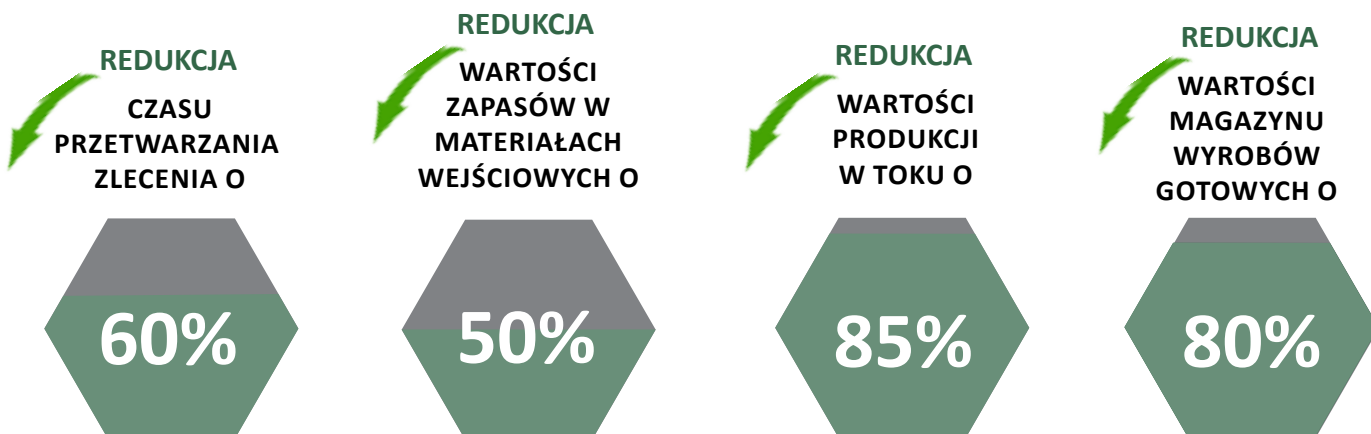 REDUKCJA
CZASU
PRZETWARZANIA
ZLECENIA O
60%
REDUKCJA
WARTOŚCI
ZAPASÓW W
MATERIAŁACH
WEJŚCIOWYCH O
50%
REDUKCJA
WARTOŚCI
PRODUKCJI
W TOKU O
85%
REDUKCJA
WARTOŚCI
MAGAZYNU
WYROBÓW
GOTOWYCH O
80%